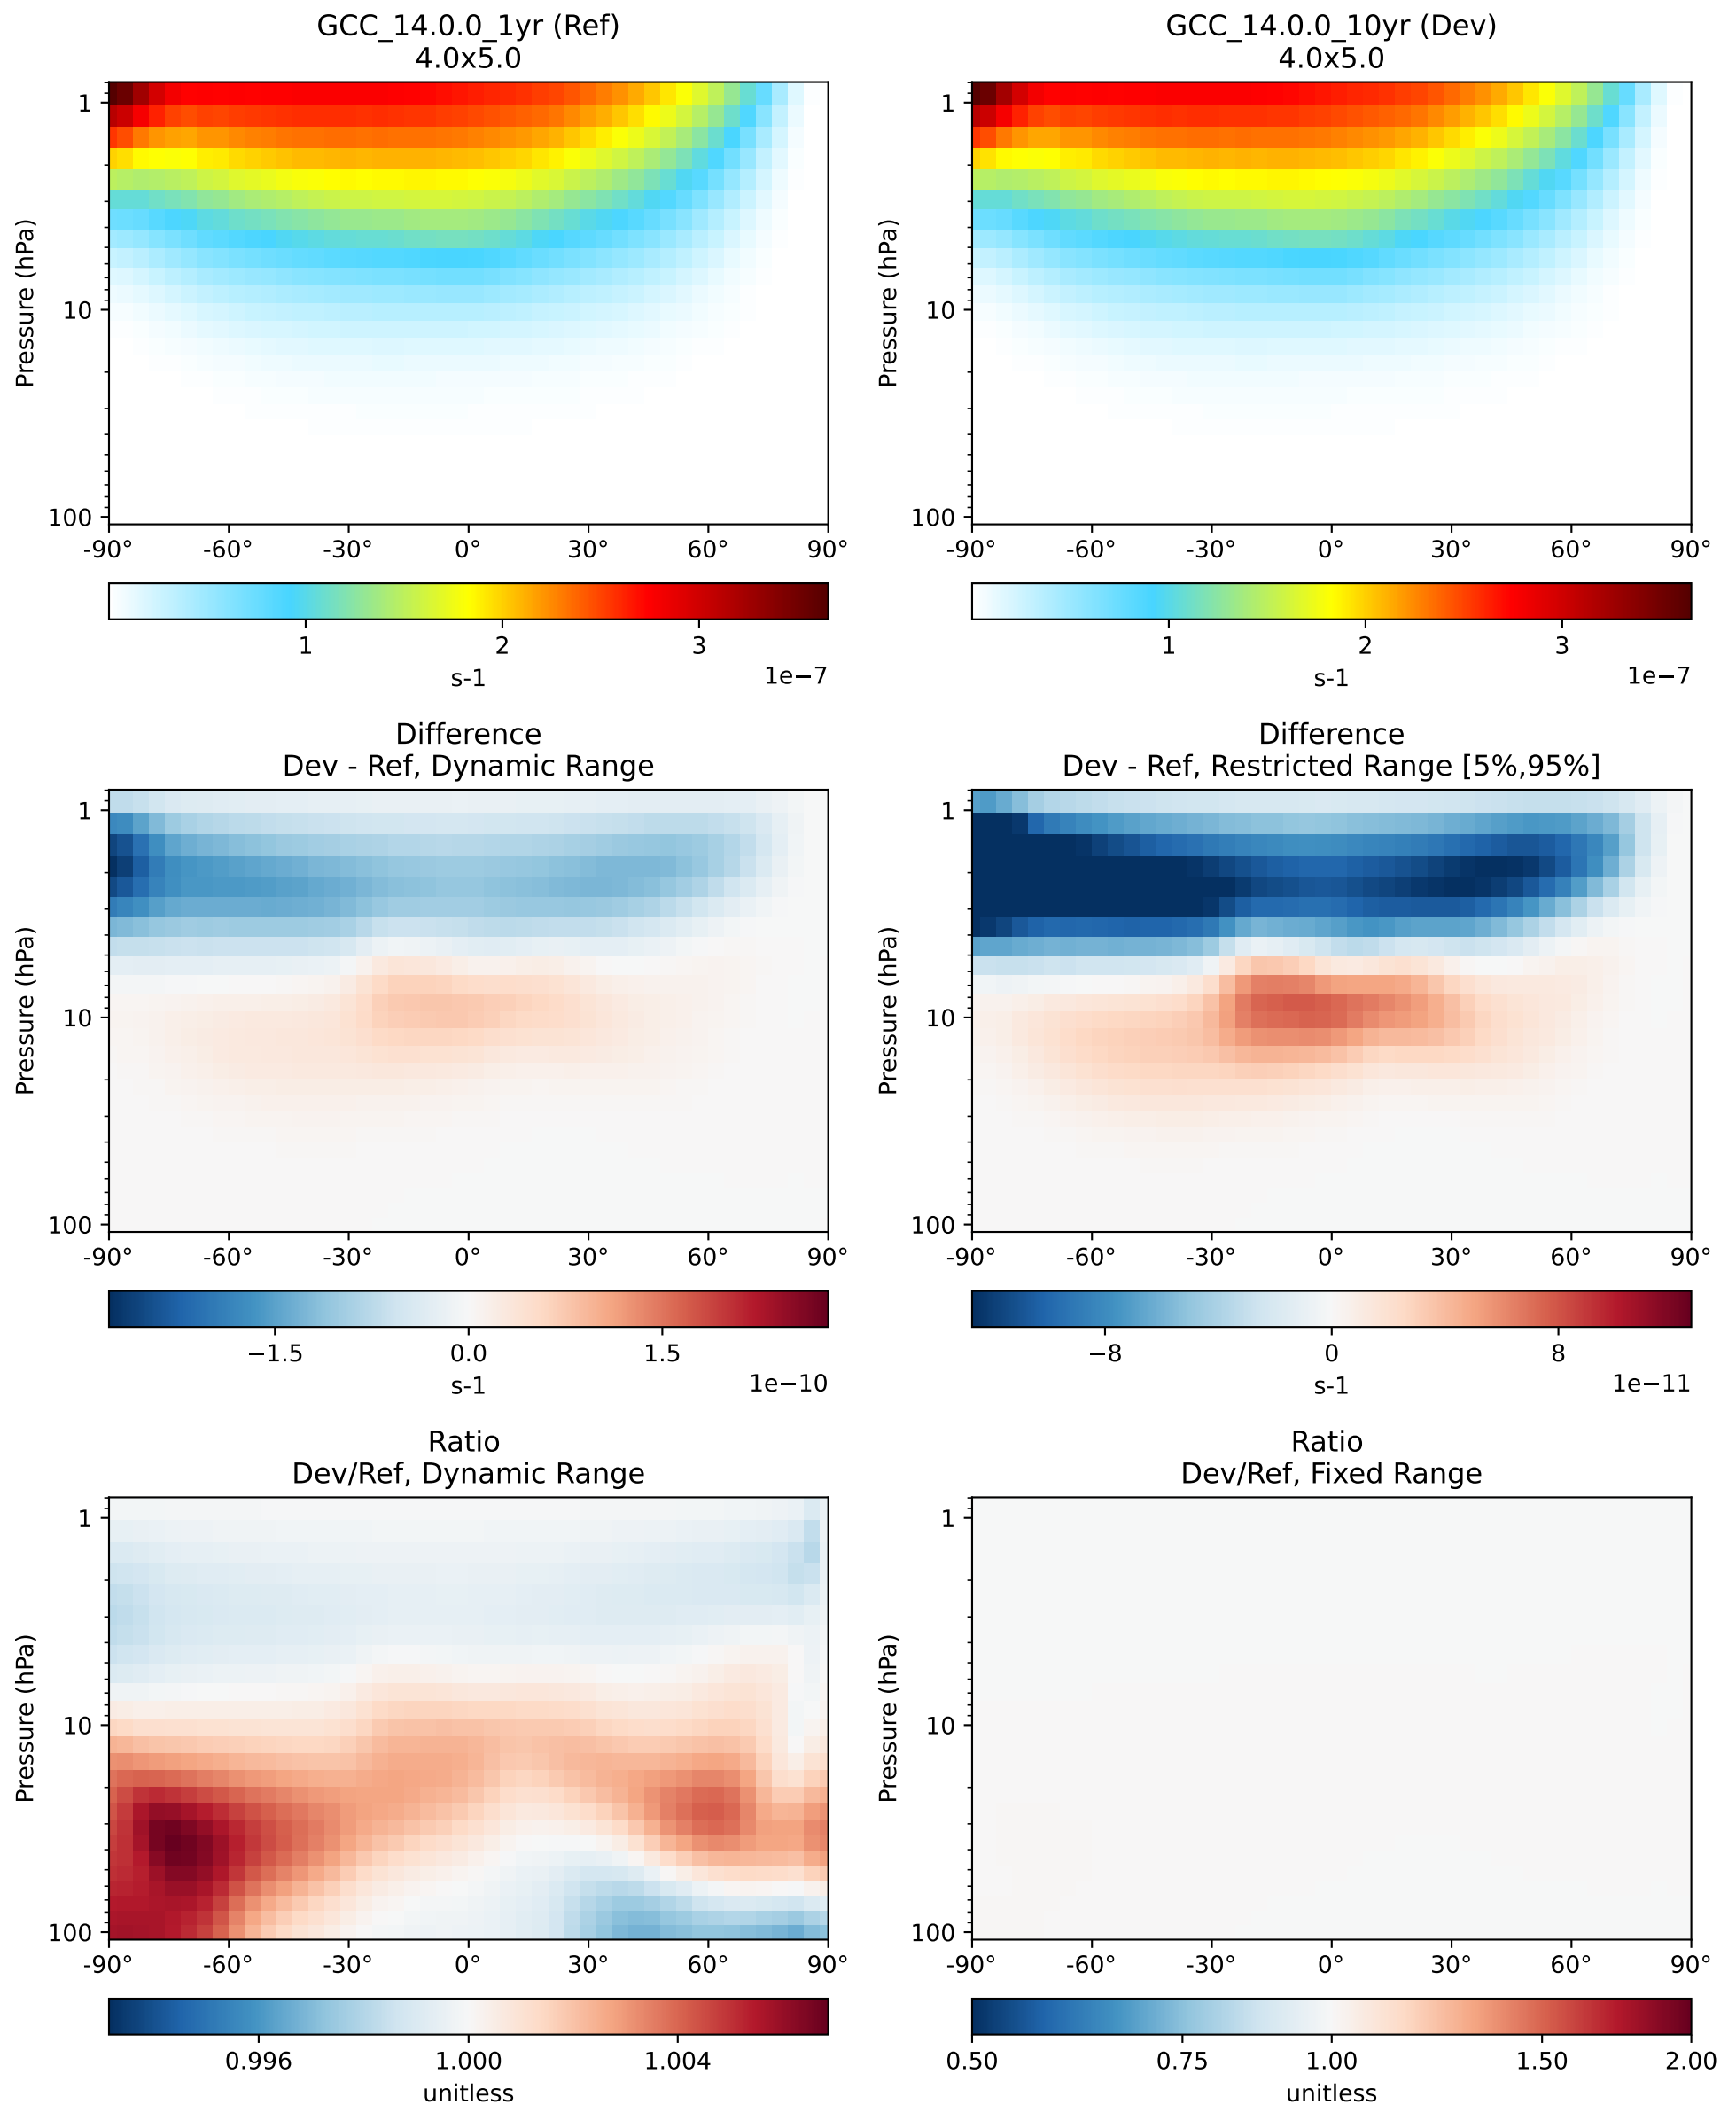 GCC_14.0.0_1yr (Ref)
4.0x5.0
Pressure (hPa)
1
10
100
-90° -60° -30° 0° 30° 60° 90°
1 2 3
s-1
1e−7
GCC_14.0.0_10yr (Dev)
4.0x5.0
Pressure (hPa)
1
10
100
-90° -60° -30° 0° 30° 60° 90°
1 2 3
s-1
1e−7
Difference
Dev - Ref, Dynamic Range
Pressure (hPa)
1
10
100
-90° -60° -30° 0° 30° 60° 90°
−1.5 0.0 1.5
s-1
1e−10
Difference
Dev - Ref, Restricted Range [5%,95%]
Pressure (hPa)
1
10
100
-90° -60° -30° 0° 30° 60° 90°
−8 0 8
s-1
1e−11
Ratio
Dev/Ref, Dynamic Range
Pressure (hPa)
1
10
100
-90° -60° -30° 0° 30° 60° 90°
0.996 1.000 1.004
unitless
Ratio
Dev/Ref, Fixed Range
Pressure (hPa)
1
10
100
-90° -60° -30° 0° 30° 60° 90°
0.50 0.75 1.00 1.50 2.00
unitless